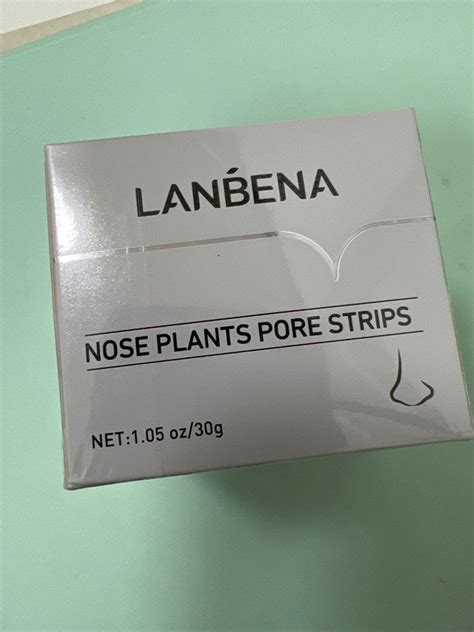 LANBENA
NOSE PLANTS PORE STRIPS
NET:1.05 oz/30g